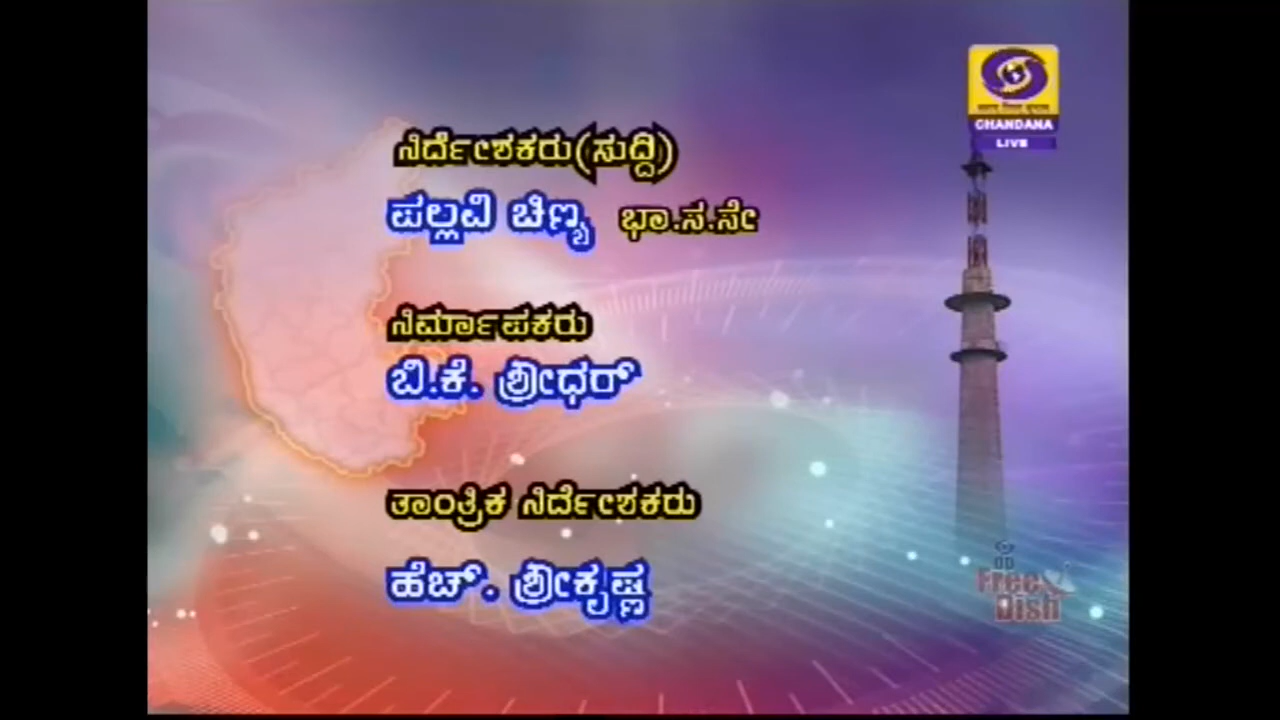 CHANDANA
LIVE
ನಿರ್ದೇಶಕರು(ಸುದ್ದಿ)
ಪಲ್ಲವಿ ಚಿಣ್ಯ ಭಾ.ಸ.ಸೇ
ನಿರ್ಮಾಪಕರು
ಬಿ.ಕೆ. ಶ್ರೀಧರ್
ತಾಂತ್ರಿಕ ನಿರ್ದೇಶಕರು
ಹೆಚ್. ಶ್ರೀಕೃಷ್ಣ
DD
Free
Dish